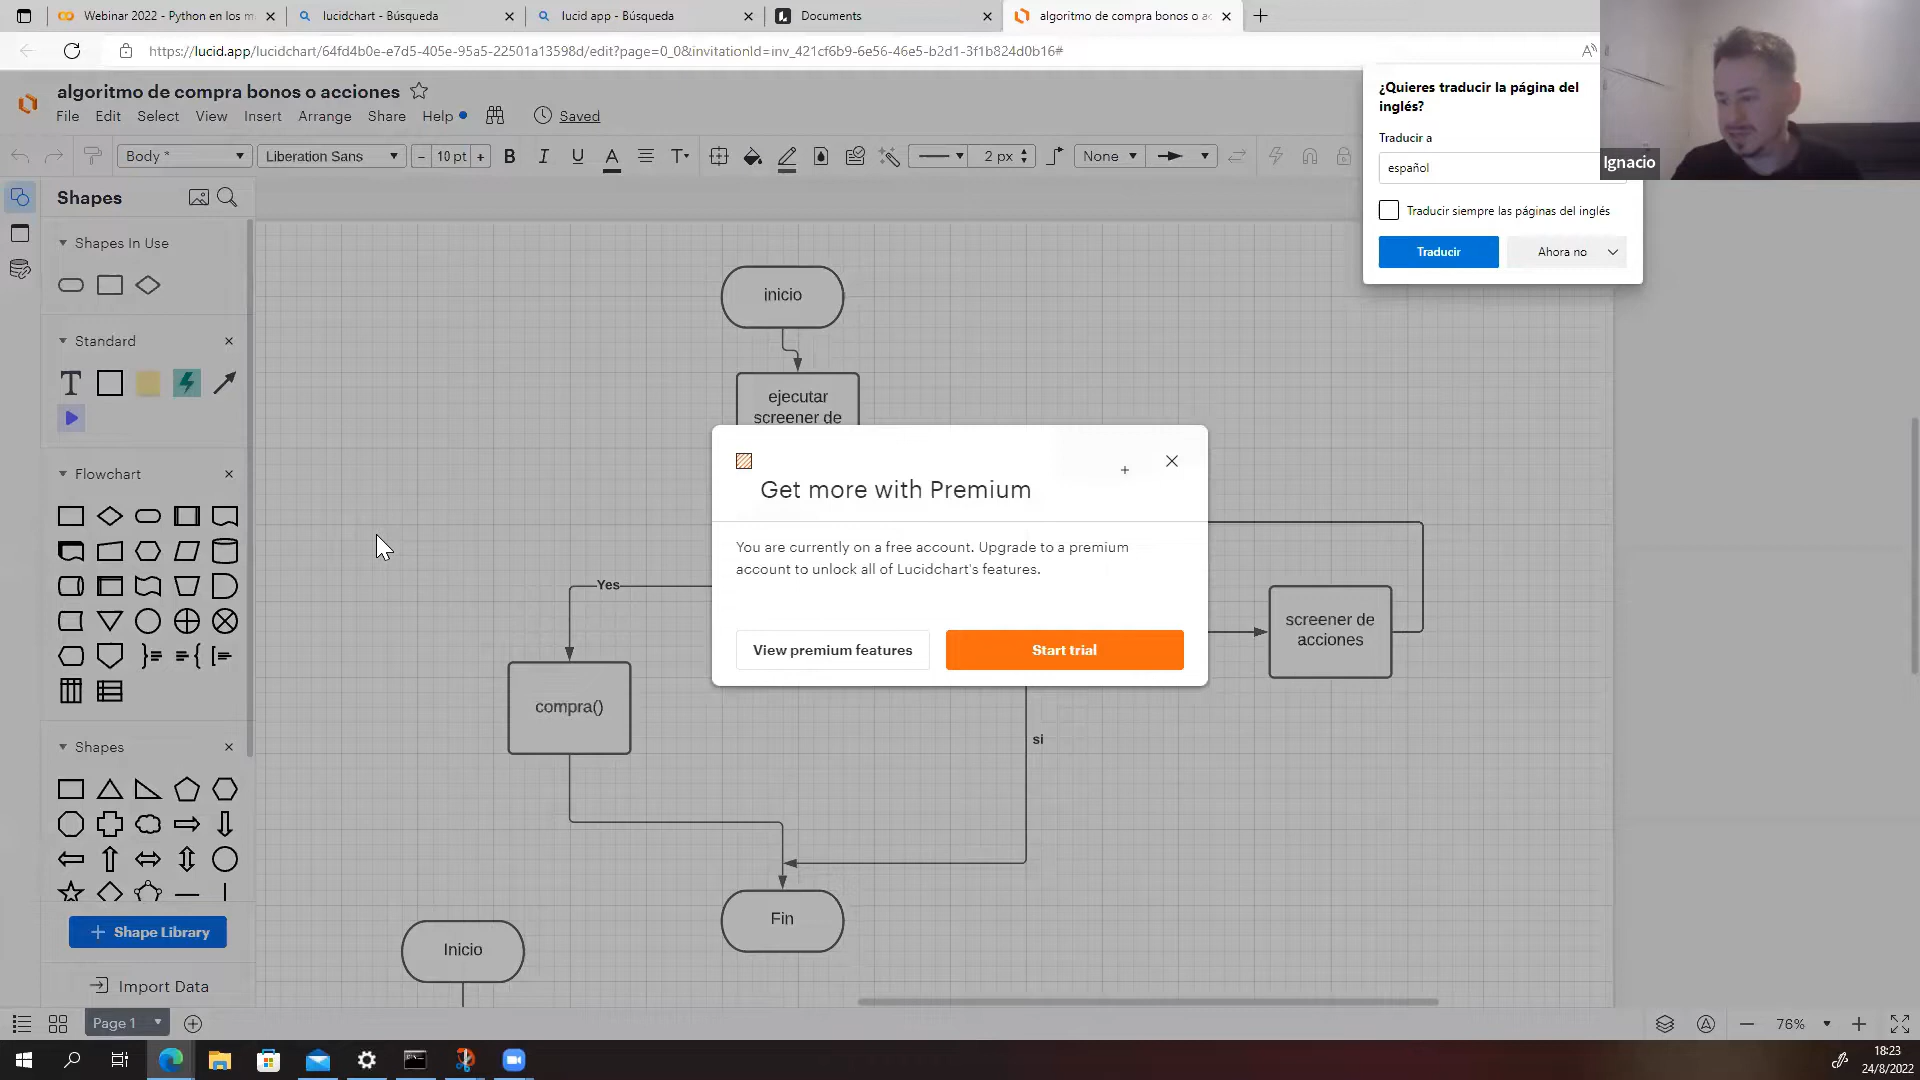 Webinar 2022 - Python en los m
lucidchart - Búsqueda
lucid app - Búsqueda
Documents
algoritmo de compra bonos o ac
https://lucid.app/lucidchart/64fd4b0e-e7d5-405e-95a5-22501a13598d/edit?page=0_0&invitationId=inv_421cf6b9-6e56-46e5-b2d1-3f1b824d0b16#
algoritmo de compra bonos o acciones
File Edit Select View Insert Arrange Share Help Saved
Body * Liberation Sans − 10 pt + B I U A T 2 px None
¿Quieres traducir la página del
inglés?
Traducir a
español
Traducir siempre las páginas del inglés
Traducir
Ahora no
Ignacio
Shapes
Shapes In Use
Standard
T
Flowchart
Shapes
+ Shape Library
Import Data
inicio
ejecutar
screener de
Get more with Premium
You are currently on a free account. Upgrade to a premium
account to unlock all of Lucidchart's features.
View premium features
Start trial
Yes
compra()
screener de
acciones
si
Fin
Inicio
Page 1
76%
18:23
24/8/2022